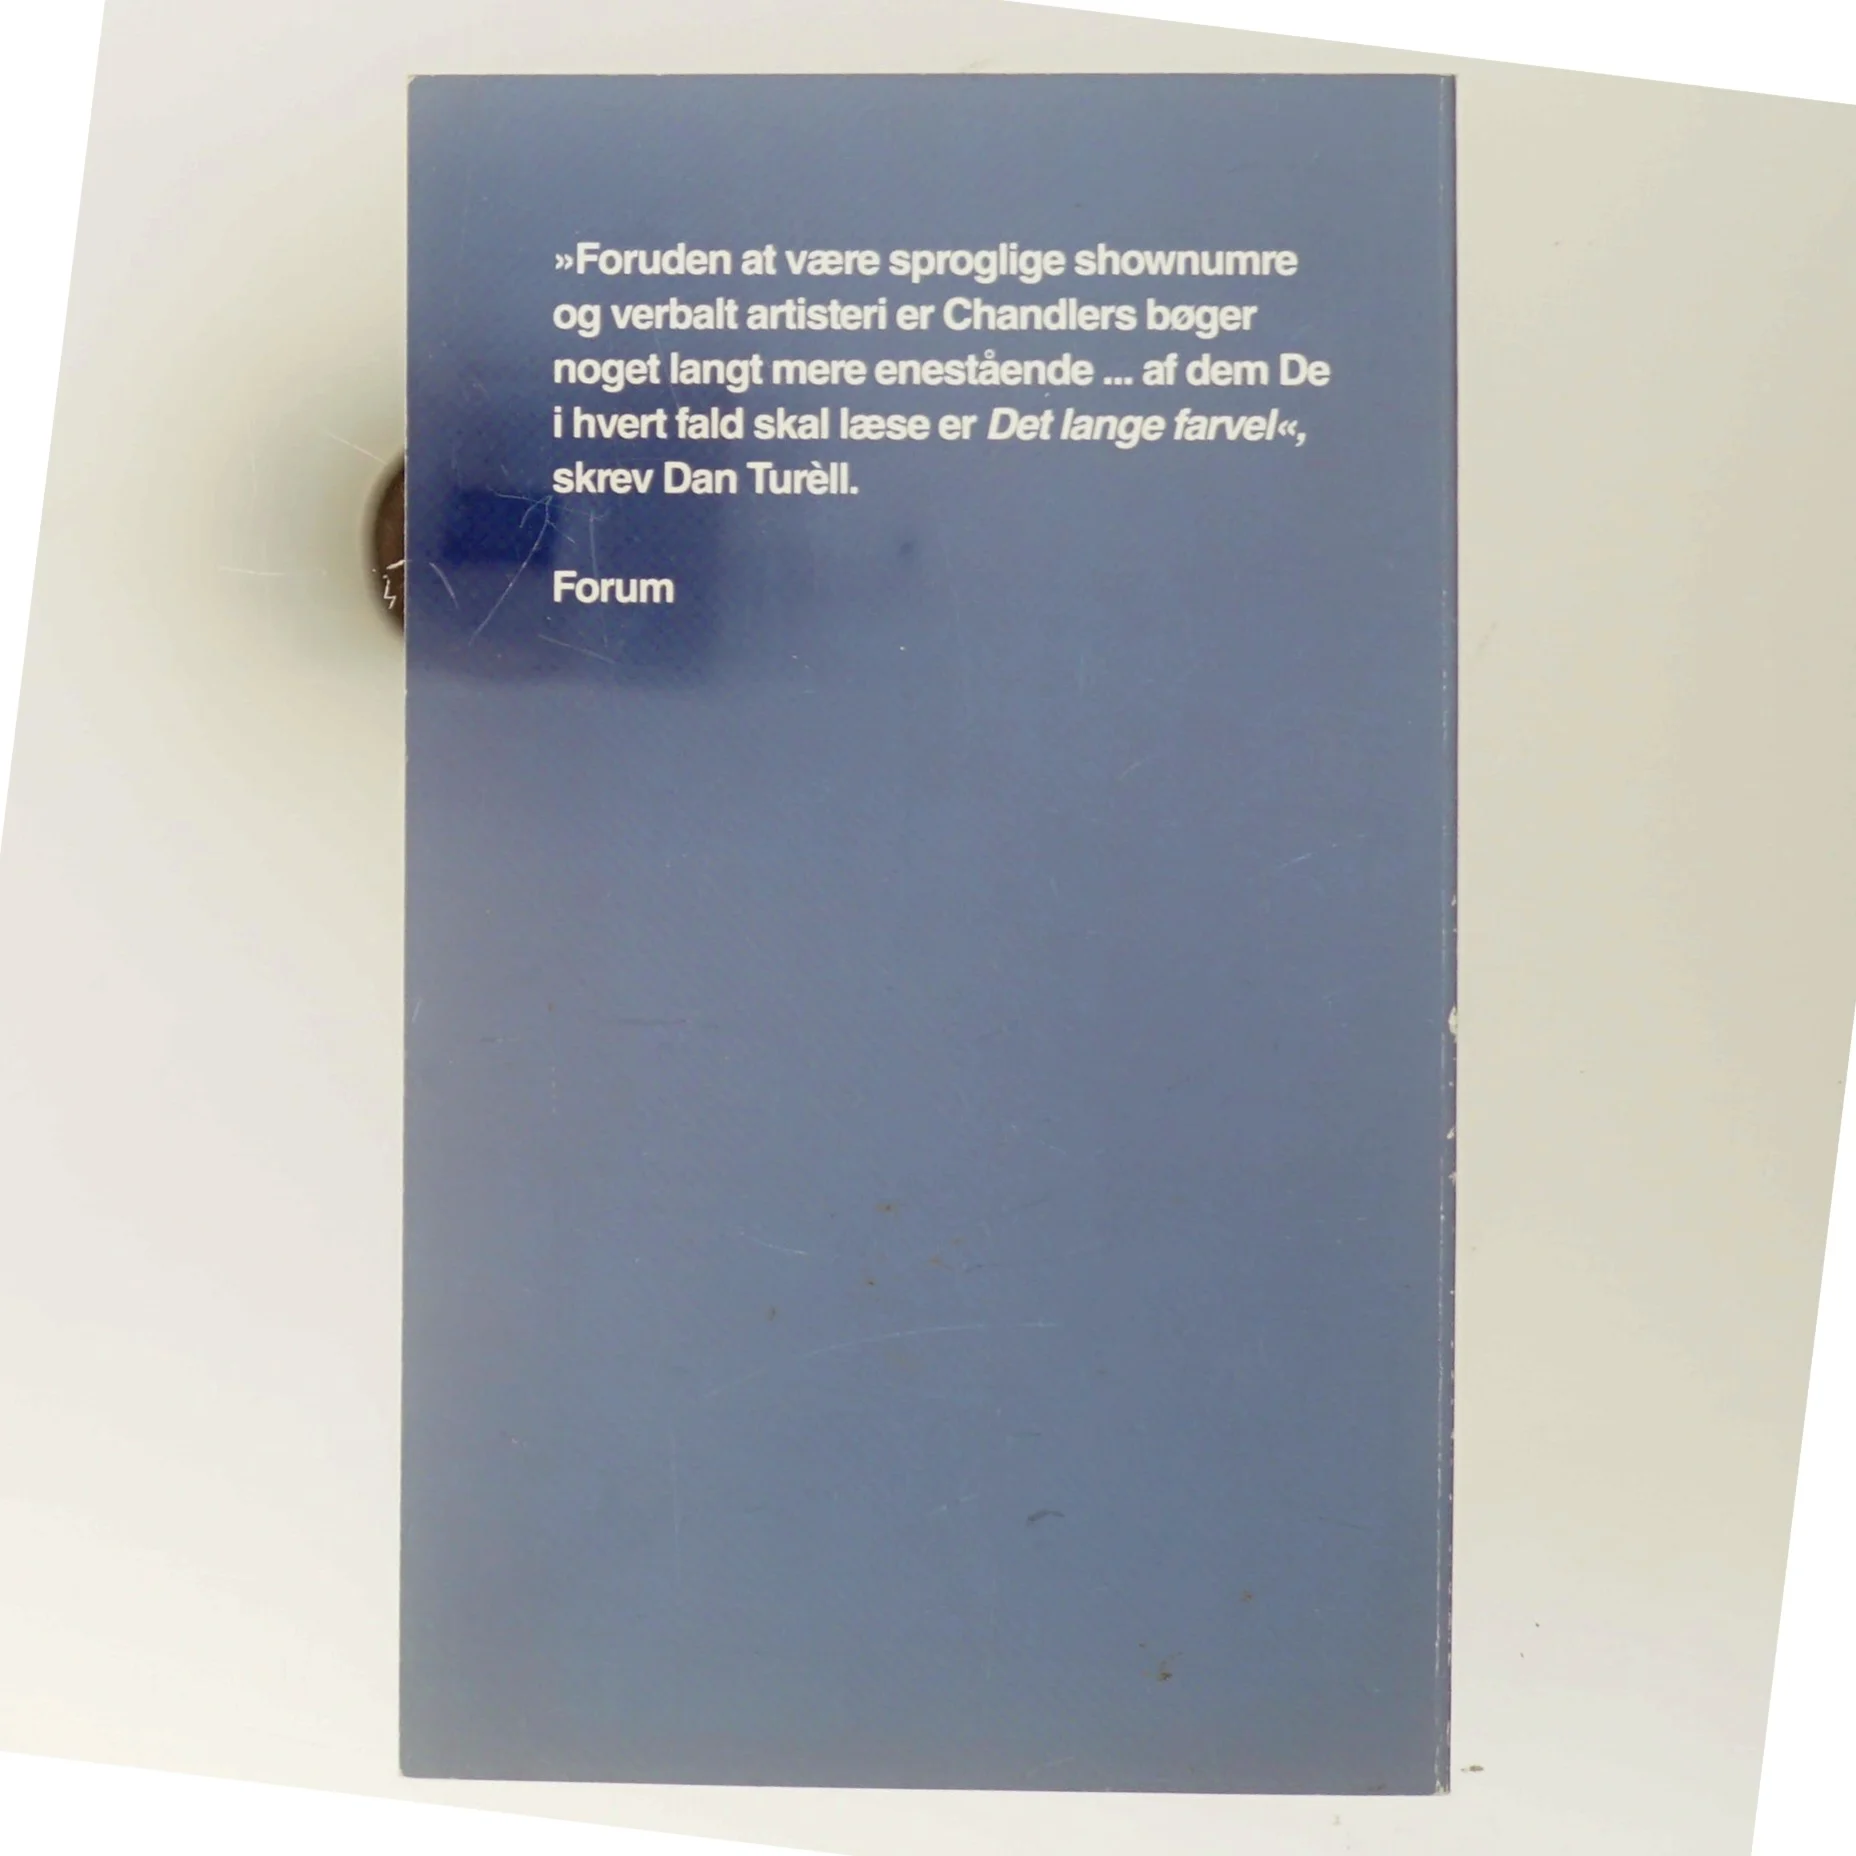 »Foruden at være sproglige shownumre
og verbalt artisteri er Chandlers bøger
noget langt mere enestående ... af dem De
i hvert fald skal læse er Det lange farvel«,
skrev Dan Turèll.
Forum